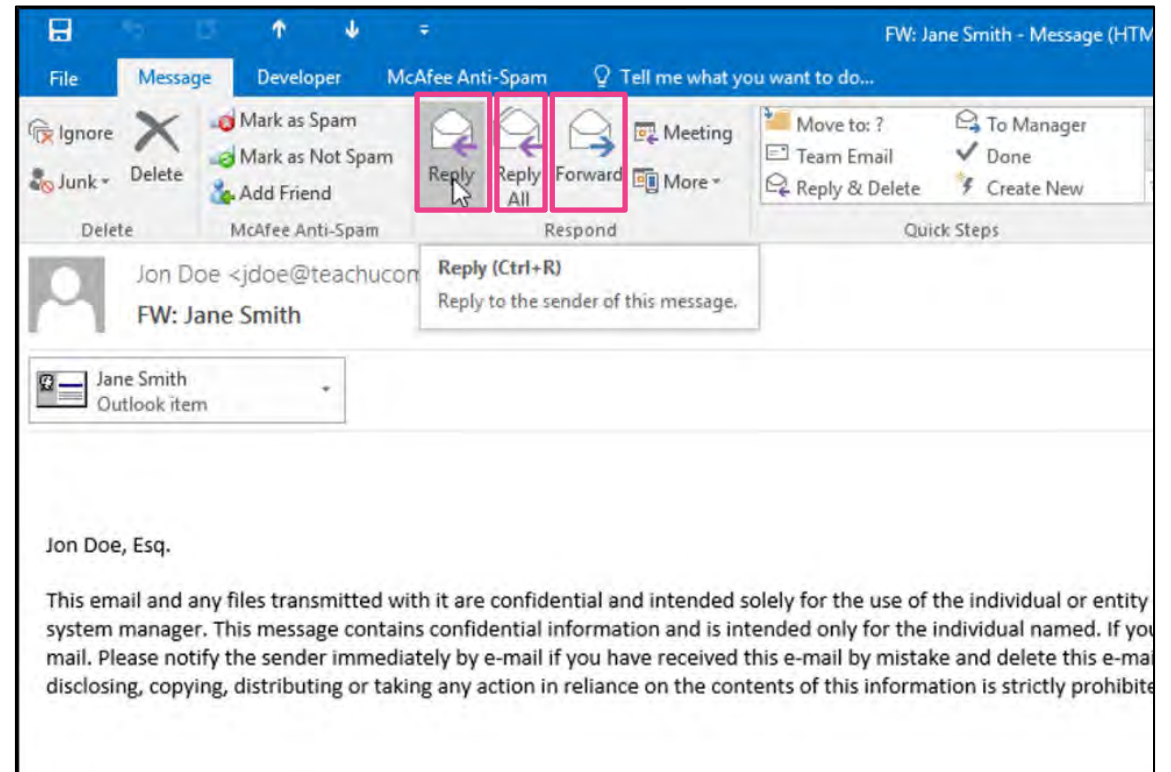 FW: Jane Smith - Message (HTM
File Message Developer McAfee Anti-Spam Tell me what you want to do...
Ignore
Junk
Delete
Delete
Mark as Spam
Mark as Not Spam
Add Friend
McAfee Anti-Spam
Reply
Reply
All
Forward
Meeting
More
Respond
Move to: ?
Team Email
Reply & Delete
To Manager
Done
Create New
Quick Steps
Jon Doe <jdoe@teachucom
FW: Jane Smith
Reply (Ctrl+R)
Reply to the sender of this message.
Jane Smith
Outlook item
Jon Doe, Esq.
This email and any files transmitted with it are confidential and intended solely for the use of the individual or entity
system manager. This message contains confidential information and is intended only for the individual named. If you
mail. Please notify the sender immediately by e-mail if you have received this e-mail by mistake and delete this e-mai
disclosing, copying, distributing or taking any action in reliance on the contents of this information is strictly prohibite